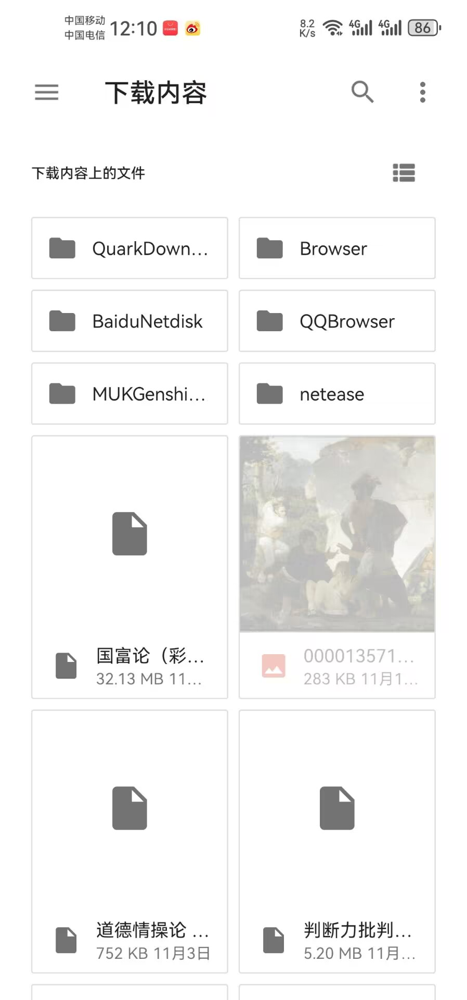 中国移动
中国电信
12:10
HUAWEI
8.2
K/s
4G
4G
86
下载内容
下载内容上的文件
QuarkDown...
Browser
BaiduNetdisk
QQBrowser
MUKGenshi...
netease
国富论（彩...
32.13 MB 11...
000013571...
283 KB 11月1...
道德情操论 ...
752 KB 11月3日
判断力批判...
5.20 MB 11月...